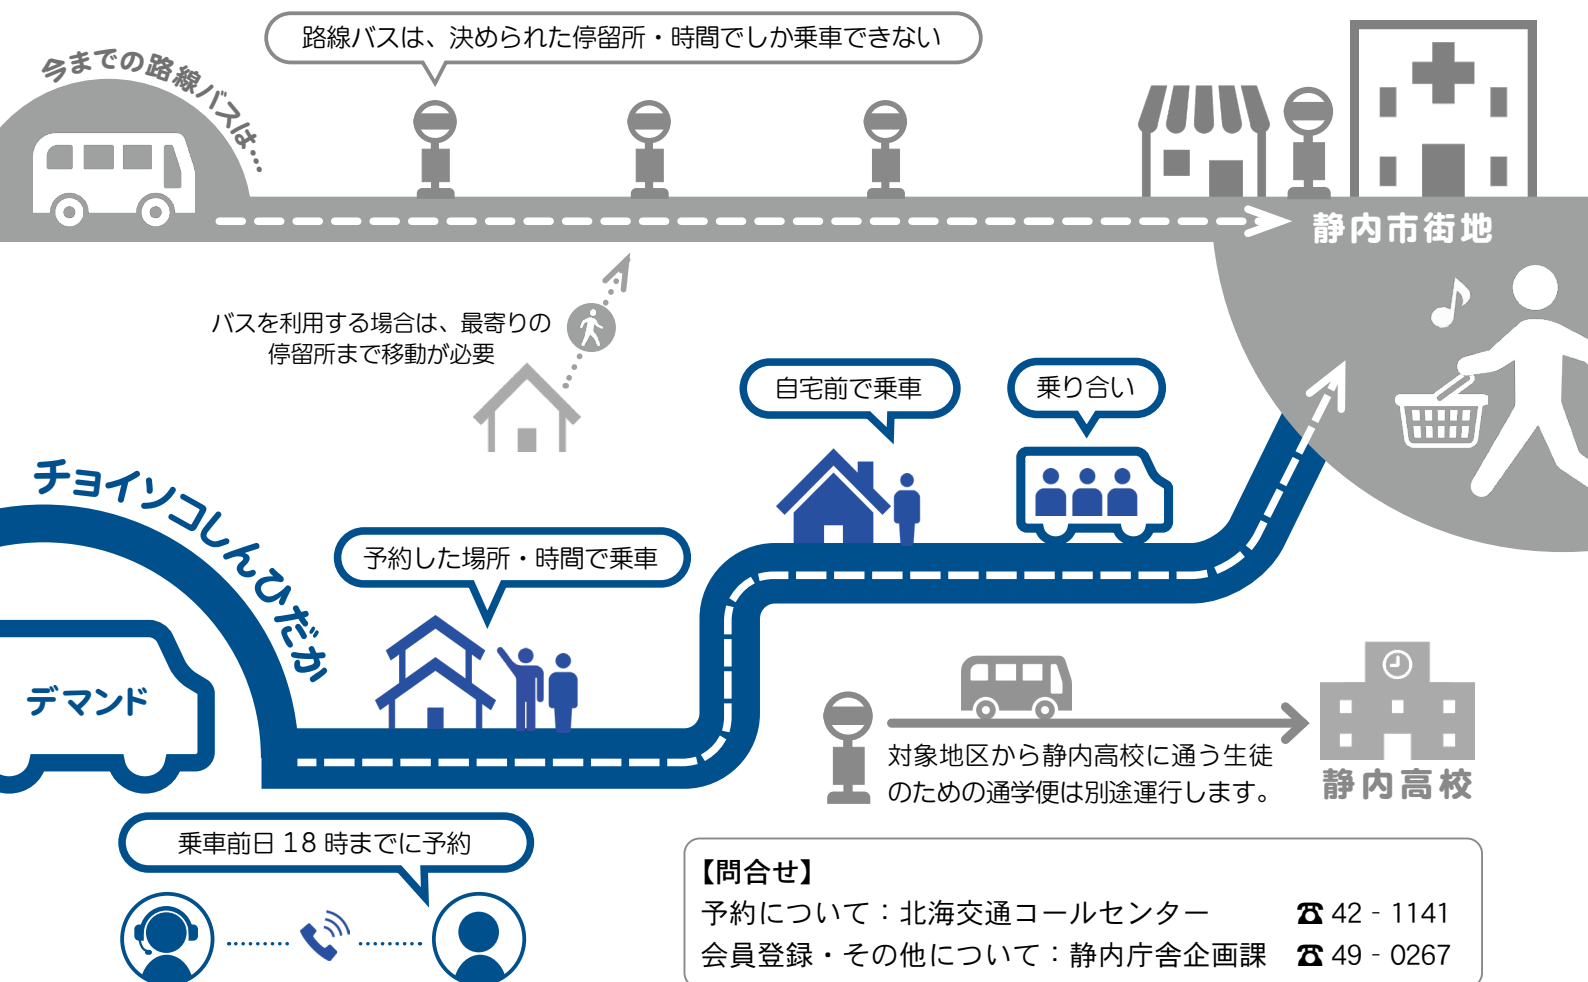 路線バスは、決められた停留所・時間でしか乗車できない
今までの路線バスは…
静内市街地
バスを利用する場合は、最寄りの
停留所まで移動が必要
自宅前で乗車
乗り合い
チョイソコしんひだか
予約した場所・時間で乗車
デマンド
対象地区から静内高校に通う生徒
のための通学便は別途運行します。
静内高校
乗車前日 18 時までに予約
【問合せ】
予約について：北海交通コールセンター ☎ 42‐1141
会員登録・その他について：静内庁舎企画課 ☎ 49‐0267